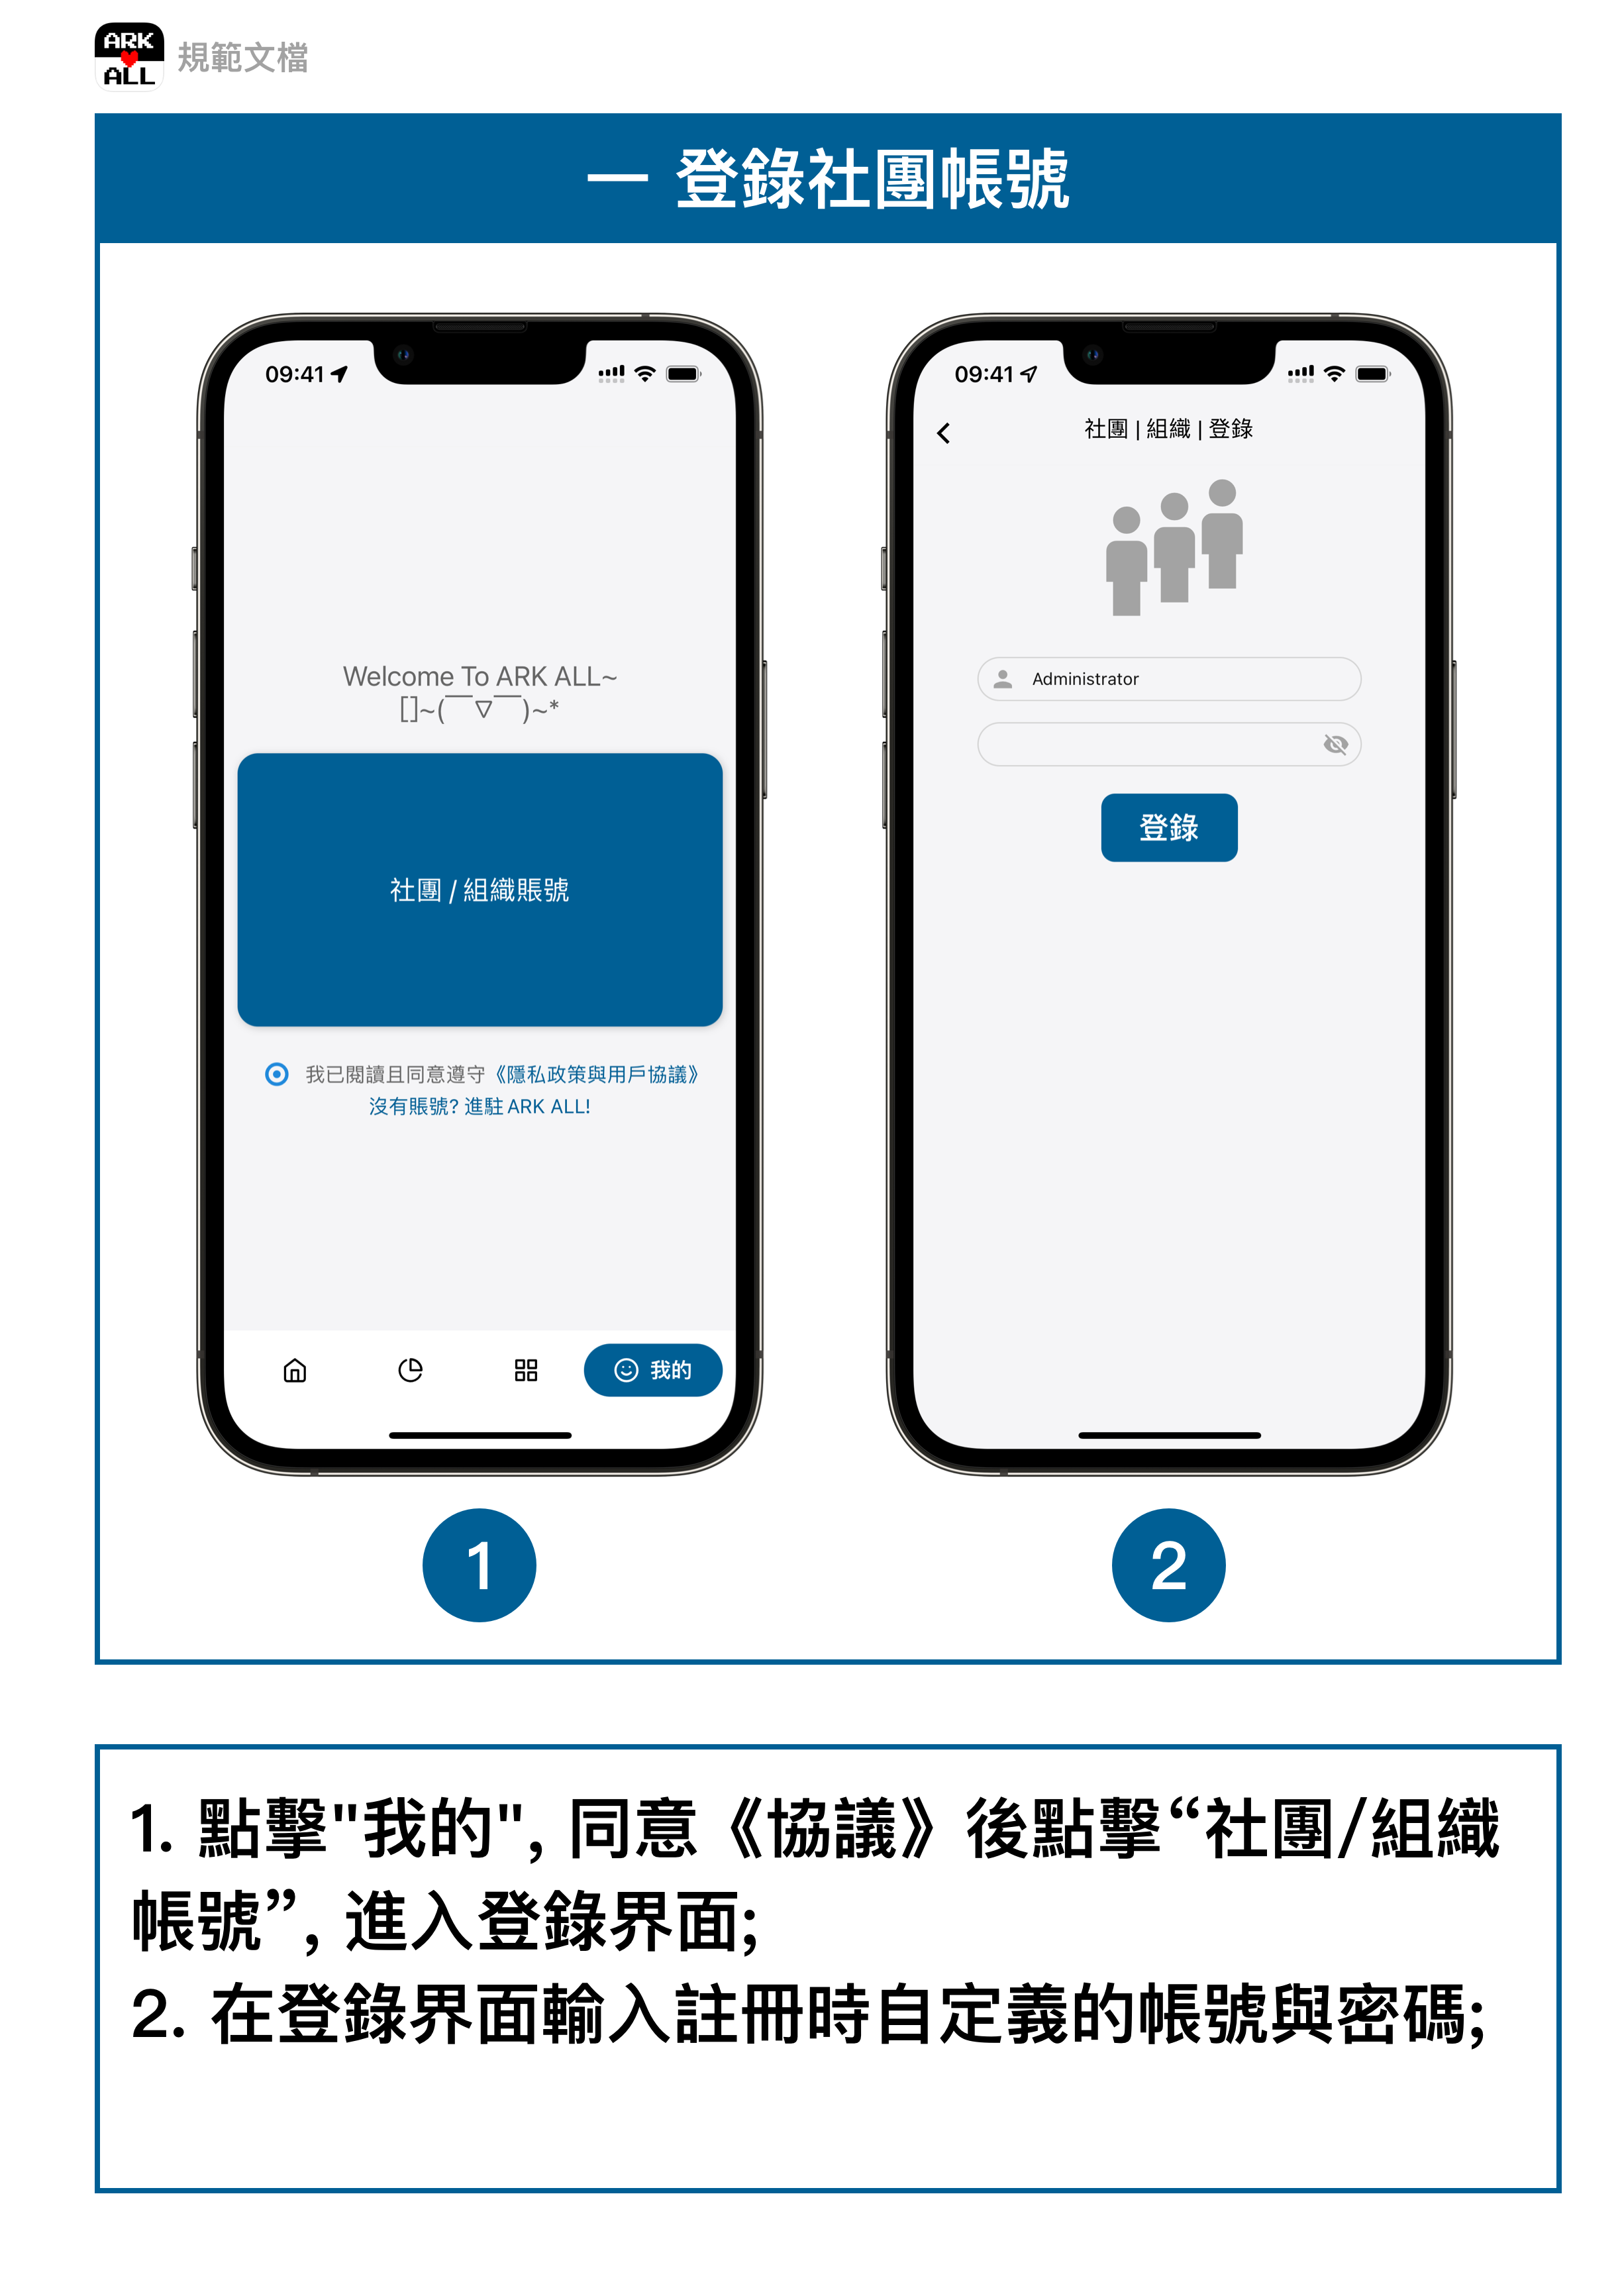 ARK
ALL
規範文檔
一 登錄社團帳號
09:41
Welcome To ARK ALL~
[]~(￣▽￣)~*
社團 / 組織賬號
我已閱讀且同意遵守《隱私政策與用戶協議》
沒有賬號? 進駐 ARK ALL!
我的
1
09:41
社團 | 組織 | 登錄
Administrator
登錄
2
1. 點擊"我的", 同意《協議》後點擊“社團/組織
帳號”, 進入登錄界面;
2. 在登錄界面輸入註冊時自定義的帳號與密碼;